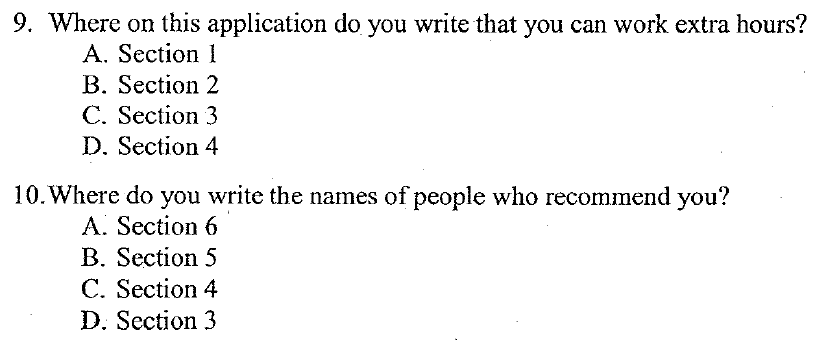 9. Where on this application do you write that you can work extra hours?
A. Section 1
B. Section 2
C. Section 3
D. Section 4
10. Where do you write the names of people who recommend you?
A. Section 6
B. Section 5
C. Section 4
D. Section 3